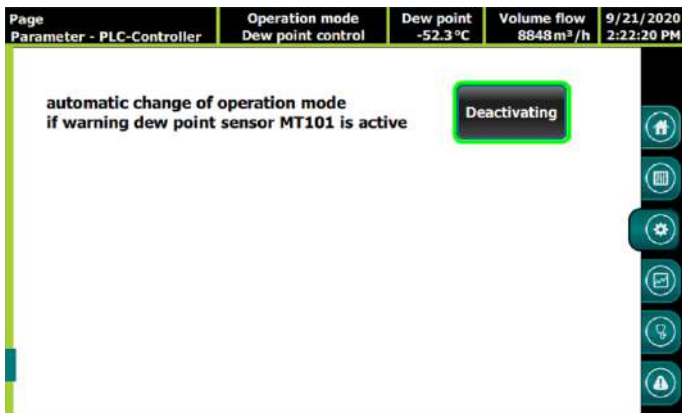 Page
Parameter - PLC-Controller
Operation mode
Dew point control
Dew point
-52.3°C
Volume flow
8848 m³/h
9/21/2020
2:22:20 PM
automatic change of operation mode
if warning dew point sensor MT101 is active
Deactivating